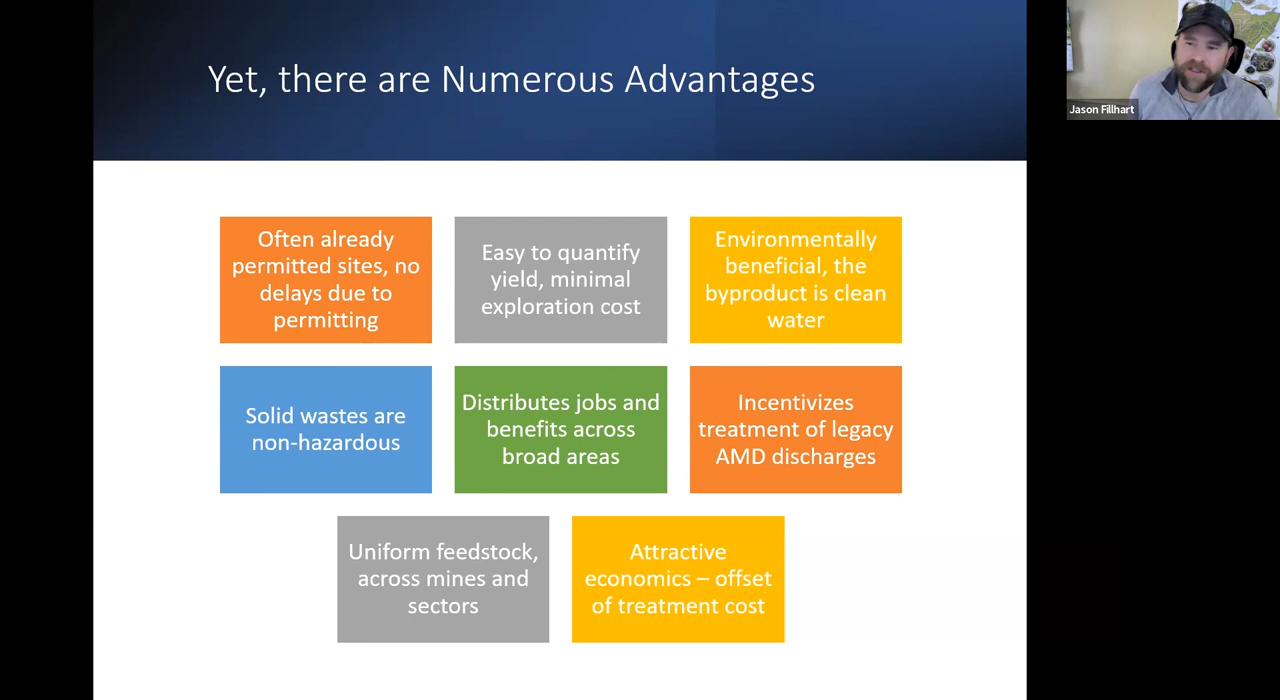 Yet, there are Numerous Advantages
Jason Fillhart
Often already
permitted sites, no
delays due to
permitting
Easy to quantify
yield, minimal
exploration cost
Environmentally
beneficial, the
byproduct is clean
water
Solid wastes are
non-hazardous
Distributes jobs and
benefits across
broad areas
Incentivizes
treatment of legacy
AMD discharges
Uniform feedstock,
across mines and
sectors
Attractive
economics – offset
of treatment cost